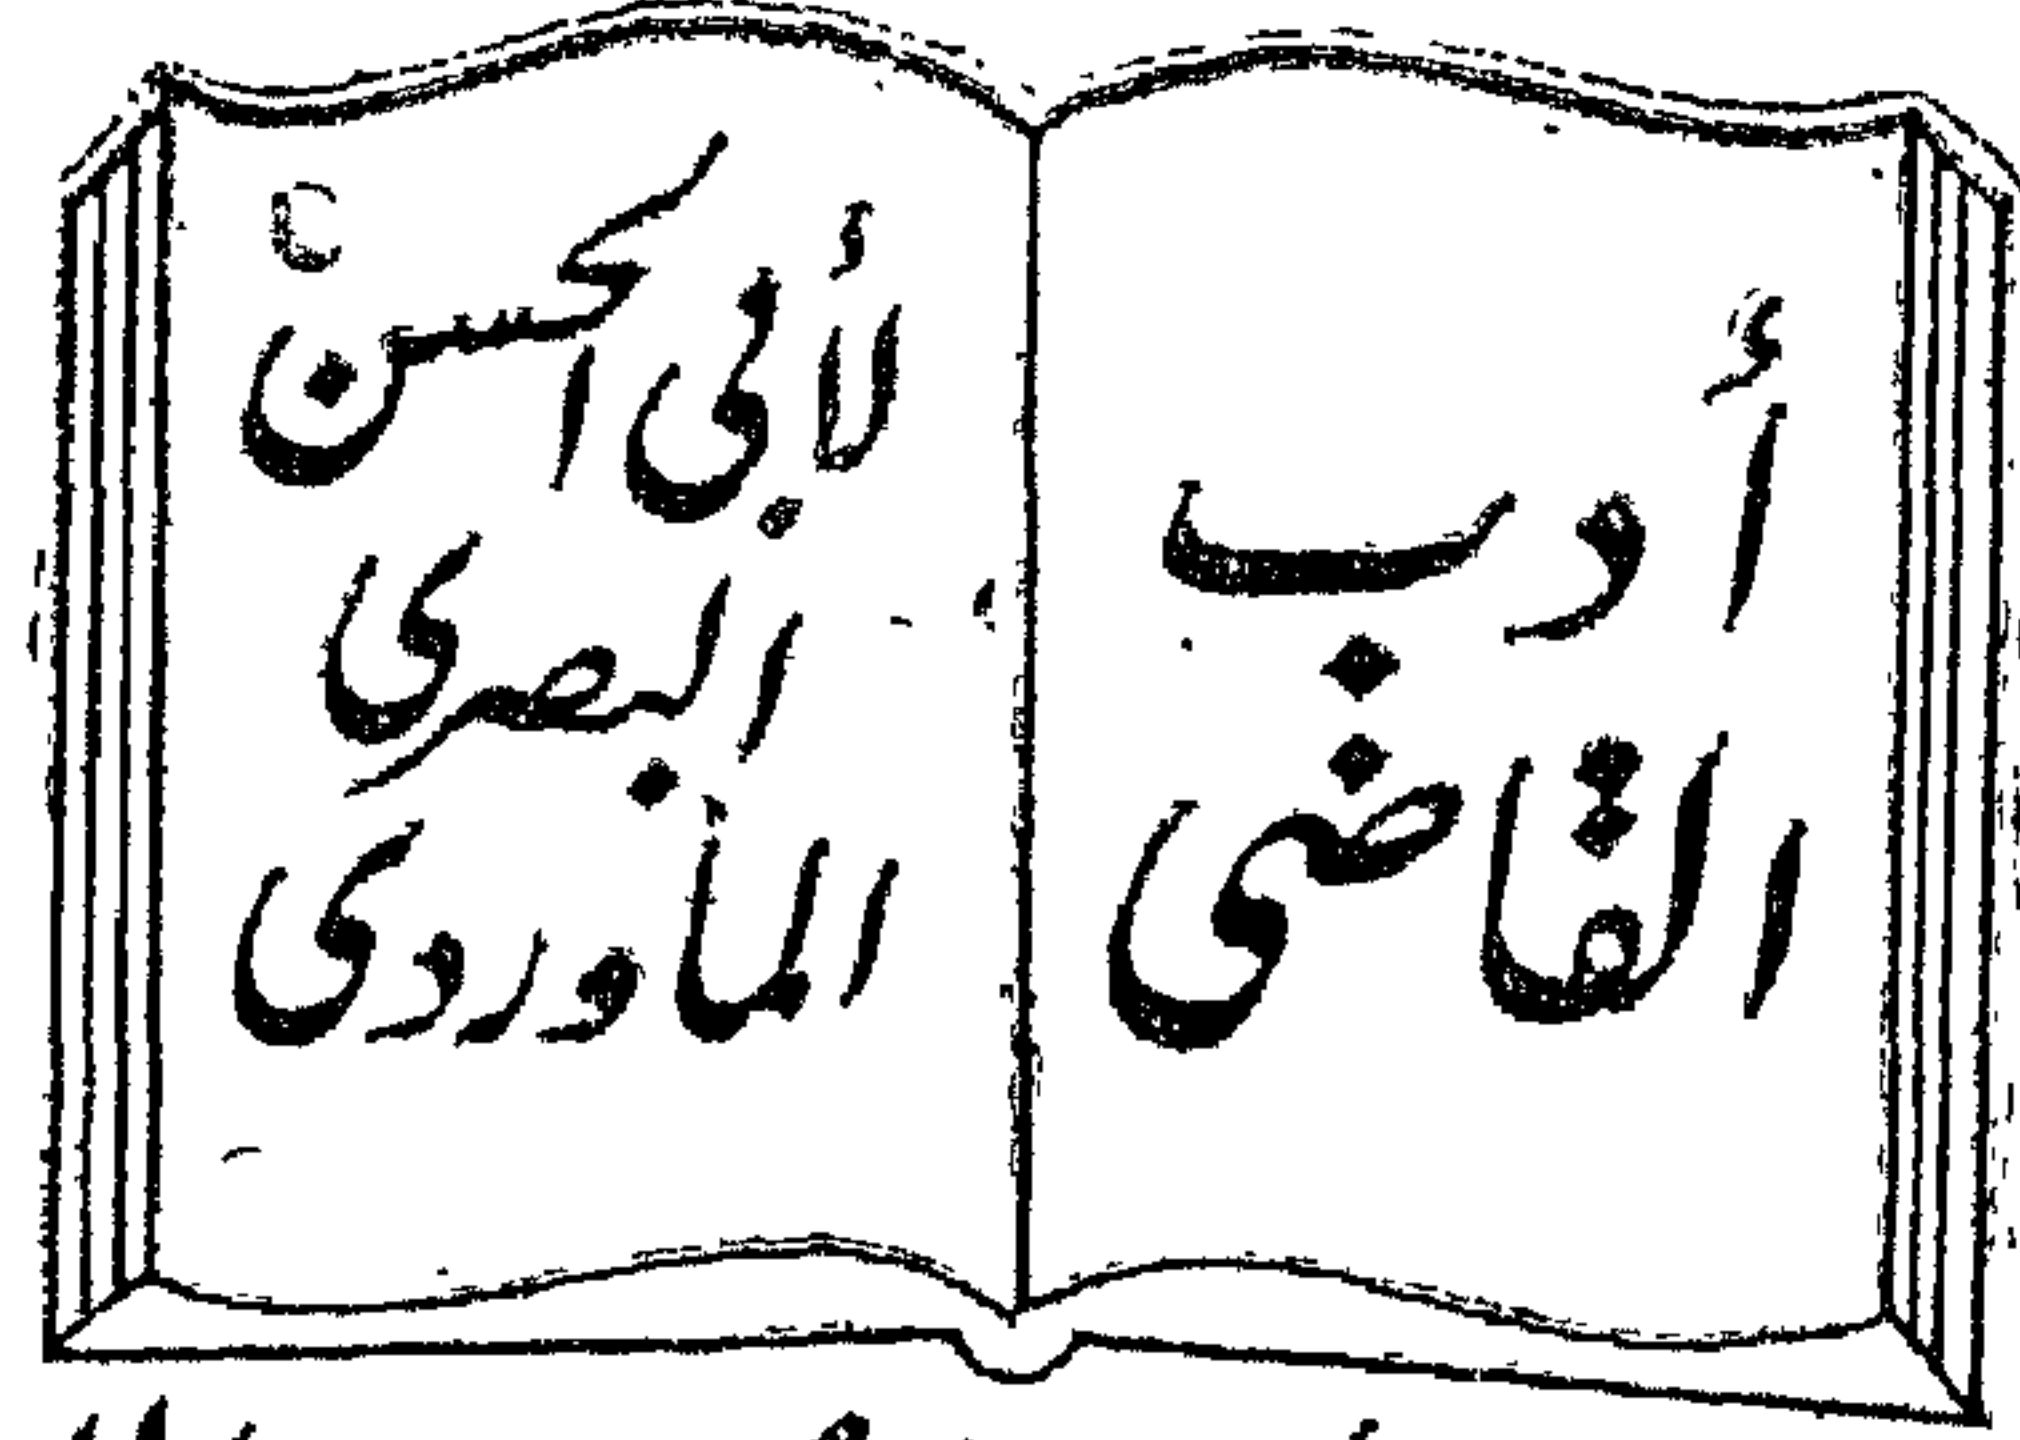 أدب
القاضى
لأبى الحسن
البصرى
الماوردى